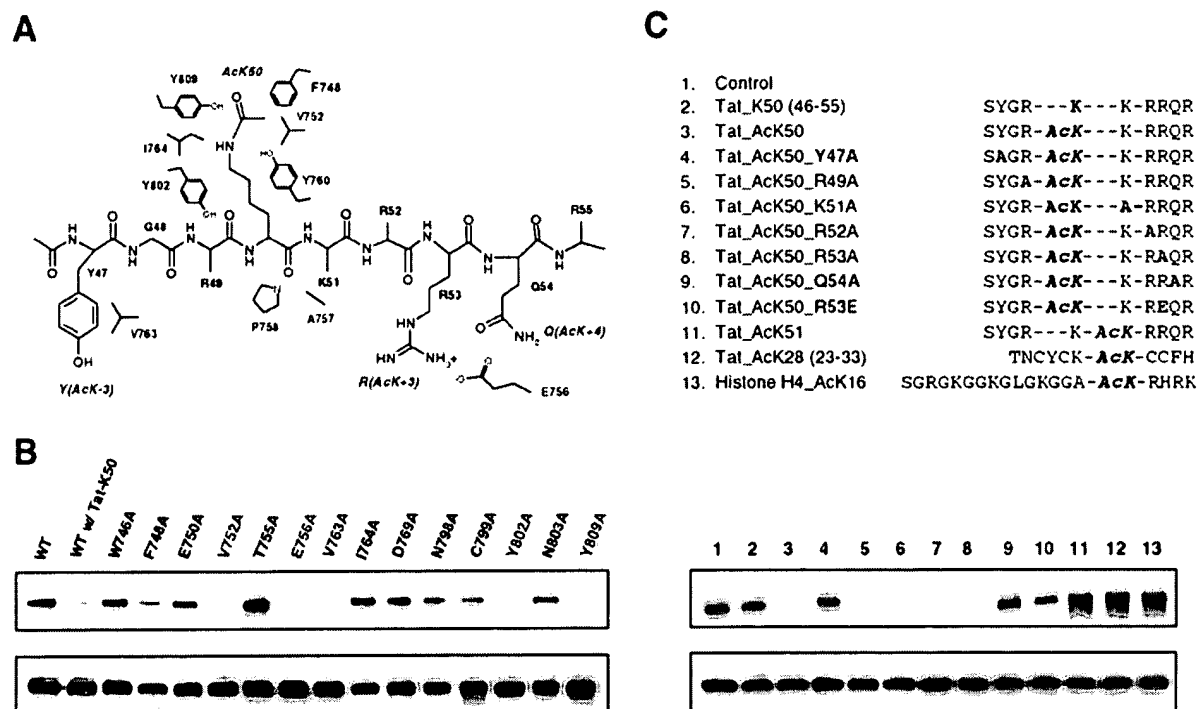 A
Y809
AcK50
F748
V752
I764
Y760
Y802
G48
R52
R55
Y47
V763
R49
P758
A757
K51
R53
Q54
Q(AcK+4)
Y(AcK-3)
R(AcK+3)
E756
C
1. Control
2. Tat_K50 (46-55) SYGR---K---K-RRQR
3. Tat_AcK50 SYGR-AcK---K-RRQR
4. Tat_AcK50_Y47A SAGR-AcK---K-RRQR
5. Tat_AcK50_R49A SYGA-AcK---K-RRQR
6. Tat_AcK50_K51A SYGR-AcK---A-RRQR
7. Tat_AcK50_R52A SYGR-AcK---K-ARQR
8. Tat_AcK50_R53A SYGR-AcK---K-RAQR
9. Tat_AcK50_Q54A SYGR-AcK---K-RRAR
10. Tat_AcK50_R53E SYGR-AcK---K-REQR
11. Tat_AcK51 SYGR---K-AcK-RRQR
12. Tat_AcK28 (23-33) TNCYCK-AcK-CCFH
13. Histone H4_AcK16 SGRGKGGKGLGKGGA-AcK-RHRK
B
WT
WT w/ Tat-K50
W746A
F748A
E750A
V752A
T755A
E756A
V763A
I764A
D769A
N798A
C799A
Y802A
N803A
Y809A
1 2 3 4 5 6 7 8 9 10 11 12 13